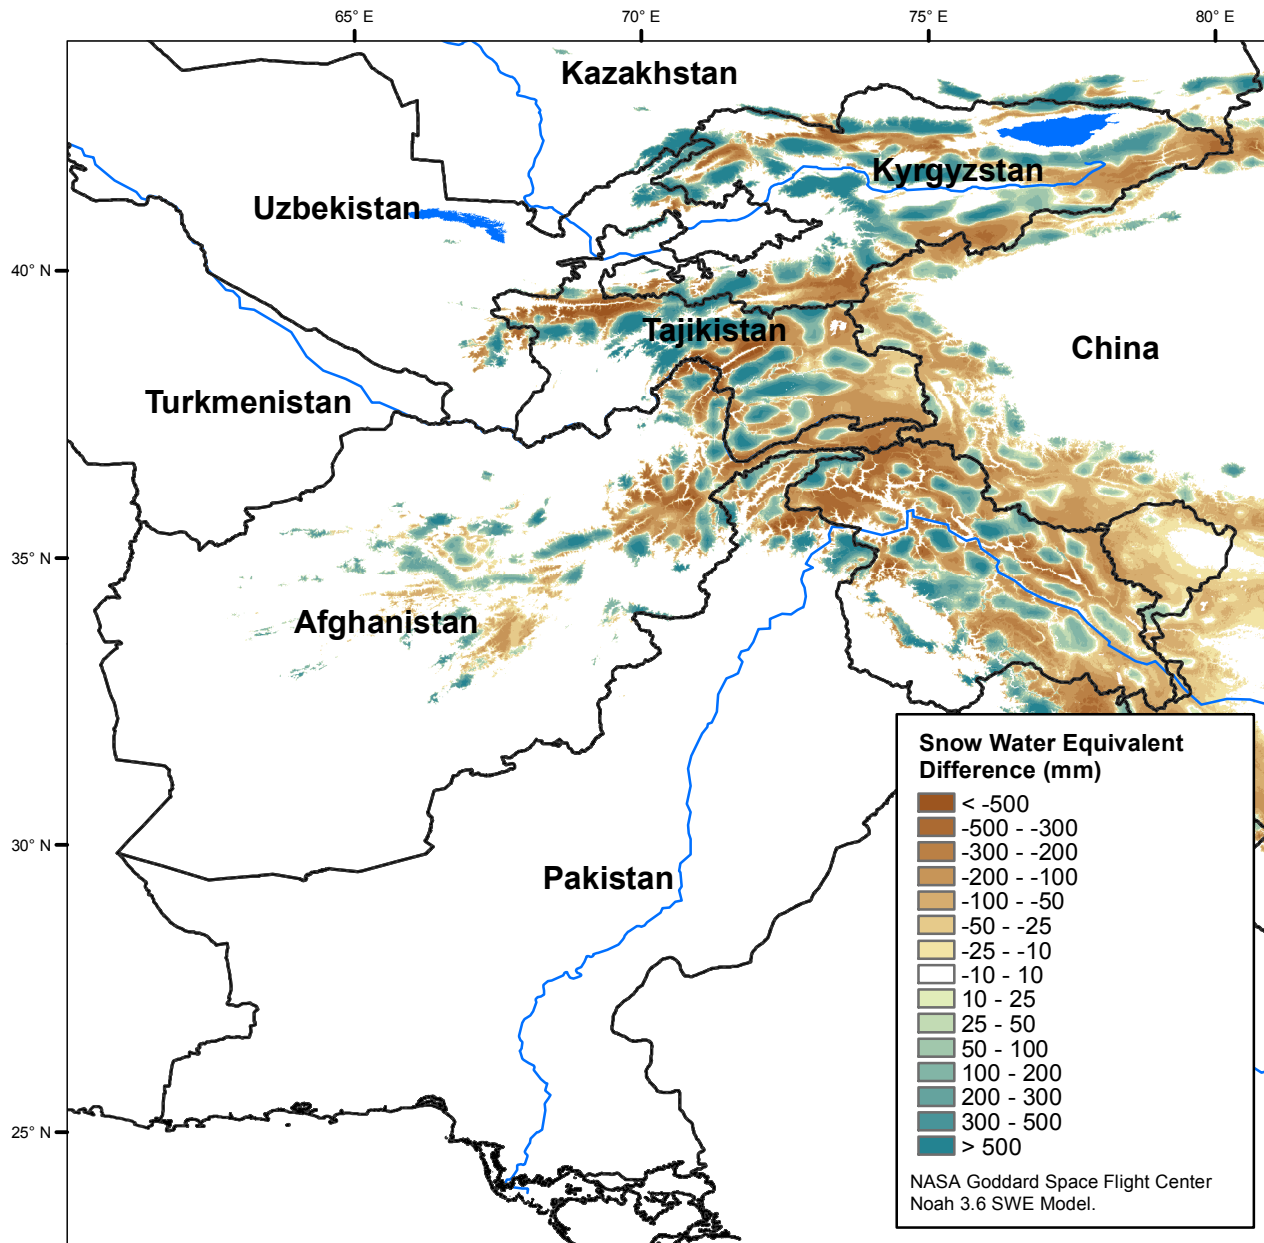 65° E
70° E
75° E
80° E
Kazakhstan
Kyrgyzstan
Uzbekistan
40° N
Tajikistan
China
Turkmenistan
35° N
Afghanistan
Snow Water Equivalent
Difference (mm)
< -500
-500 - -300
-300 - -200
-200 - -100
-100 - -50
-50 - -25
-25 - -10
-10 - 10
10 - 25
25 - 50
50 - 100
100 - 200
200 - 300
300 - 500
> 500
NASA Goddard Space Flight Center
Noah 3.6 SWE Model.
30° N
Pakistan
25° N